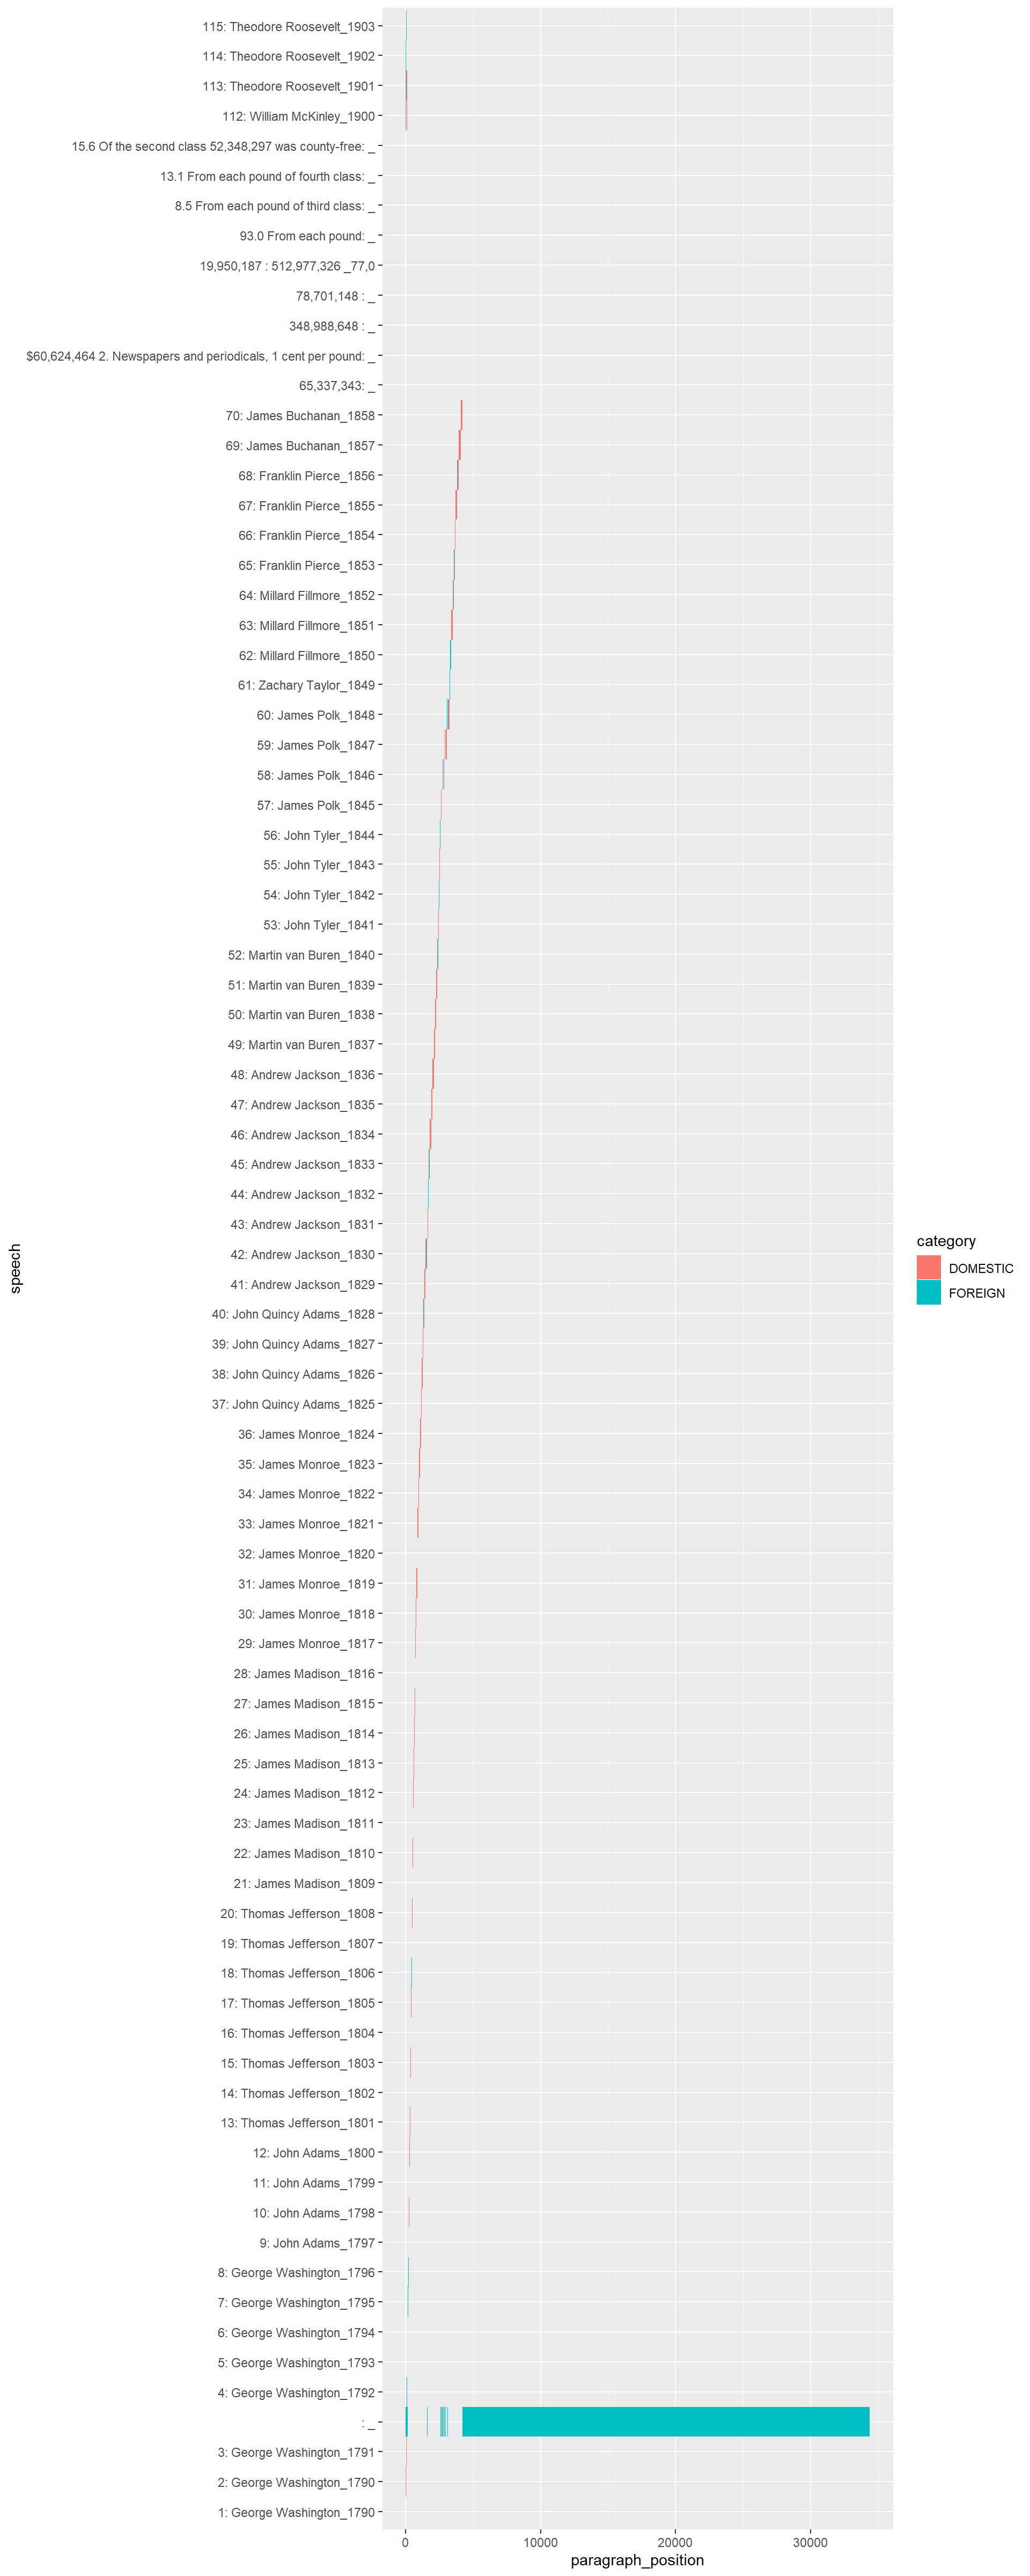 115: Theodore Roosevelt_1903
114: Theodore Roosevelt_1902
113: Theodore Roosevelt_1901
112: William McKinley_1900
15.6 Of the second class 52,348,297 was county-free: _
13.1 From each pound of fourth class: _
8.5 From each pound of third class: _
93.0 From each pound: _
19,950,187 : 512,977,326 _77,0
78,701,148 : _
348,988,648 : _
$60,624,464 2. Newspapers and periodicals, 1 cent per pound: _
65,337,343: _
70: James Buchanan_1858
69: James Buchanan_1857
68: Franklin Pierce_1856
67: Franklin Pierce_1855
66: Franklin Pierce_1854
65: Franklin Pierce_1853
64: Millard Fillmore_1852
63: Millard Fillmore_1851
62: Millard Fillmore_1850
61: Zachary Taylor_1849
60: James Polk_1848
59: James Polk_1847
58: James Polk_1846
57: James Polk_1845
56: John Tyler_1844
55: John Tyler_1843
54: John Tyler_1842
53: John Tyler_1841
52: Martin van Buren_1840
51: Martin van Buren_1839
50: Martin van Buren_1838
49: Martin van Buren_1837
48: Andrew Jackson_1836
47: Andrew Jackson_1835
46: Andrew Jackson_1834
45: Andrew Jackson_1833
44: Andrew Jackson_1832
43: Andrew Jackson_1831
42: Andrew Jackson_1830
41: Andrew Jackson_1829
40: John Quincy Adams_1828
39: John Quincy Adams_1827
38: John Quincy Adams_1826
37: John Quincy Adams_1825
36: James Monroe_1824
35: James Monroe_1823
34: James Monroe_1822
33: James Monroe_1821
32: James Monroe_1820
31: James Monroe_1819
30: James Monroe_1818
29: James Monroe_1817
28: James Madison_1816
27: James Madison_1815
26: James Madison_1814
25: James Madison_1813
24: James Madison_1812
23: James Madison_1811
22: James Madison_1810
21: James Madison_1809
20: Thomas Jefferson_1808
19: Thomas Jefferson_1807
18: Thomas Jefferson_1806
17: Thomas Jefferson_1805
16: Thomas Jefferson_1804
15: Thomas Jefferson_1803
14: Thomas Jefferson_1802
13: Thomas Jefferson_1801
12: John Adams_1800
11: John Adams_1799
10: John Adams_1798
9: John Adams_1797
8: George Washington_1796
7: George Washington_1795
6: George Washington_1794
5: George Washington_1793
4: George Washington_1792
: _
3: George Washington_1791
2: George Washington_1790
1: George Washington_1790
0 10000 20000 30000
paragraph_position
speech
category
DOMESTIC
FOREIGN